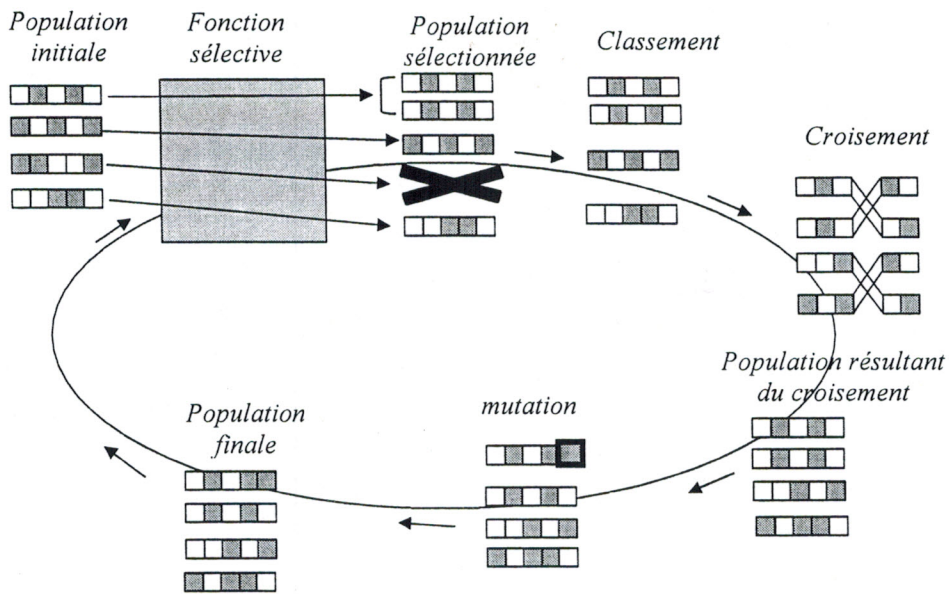 Population
initiale
Fonction
sélective
Population
sélectionnée
Classement
Croisement
Population résultant
du croisement
mutation
Population
finale